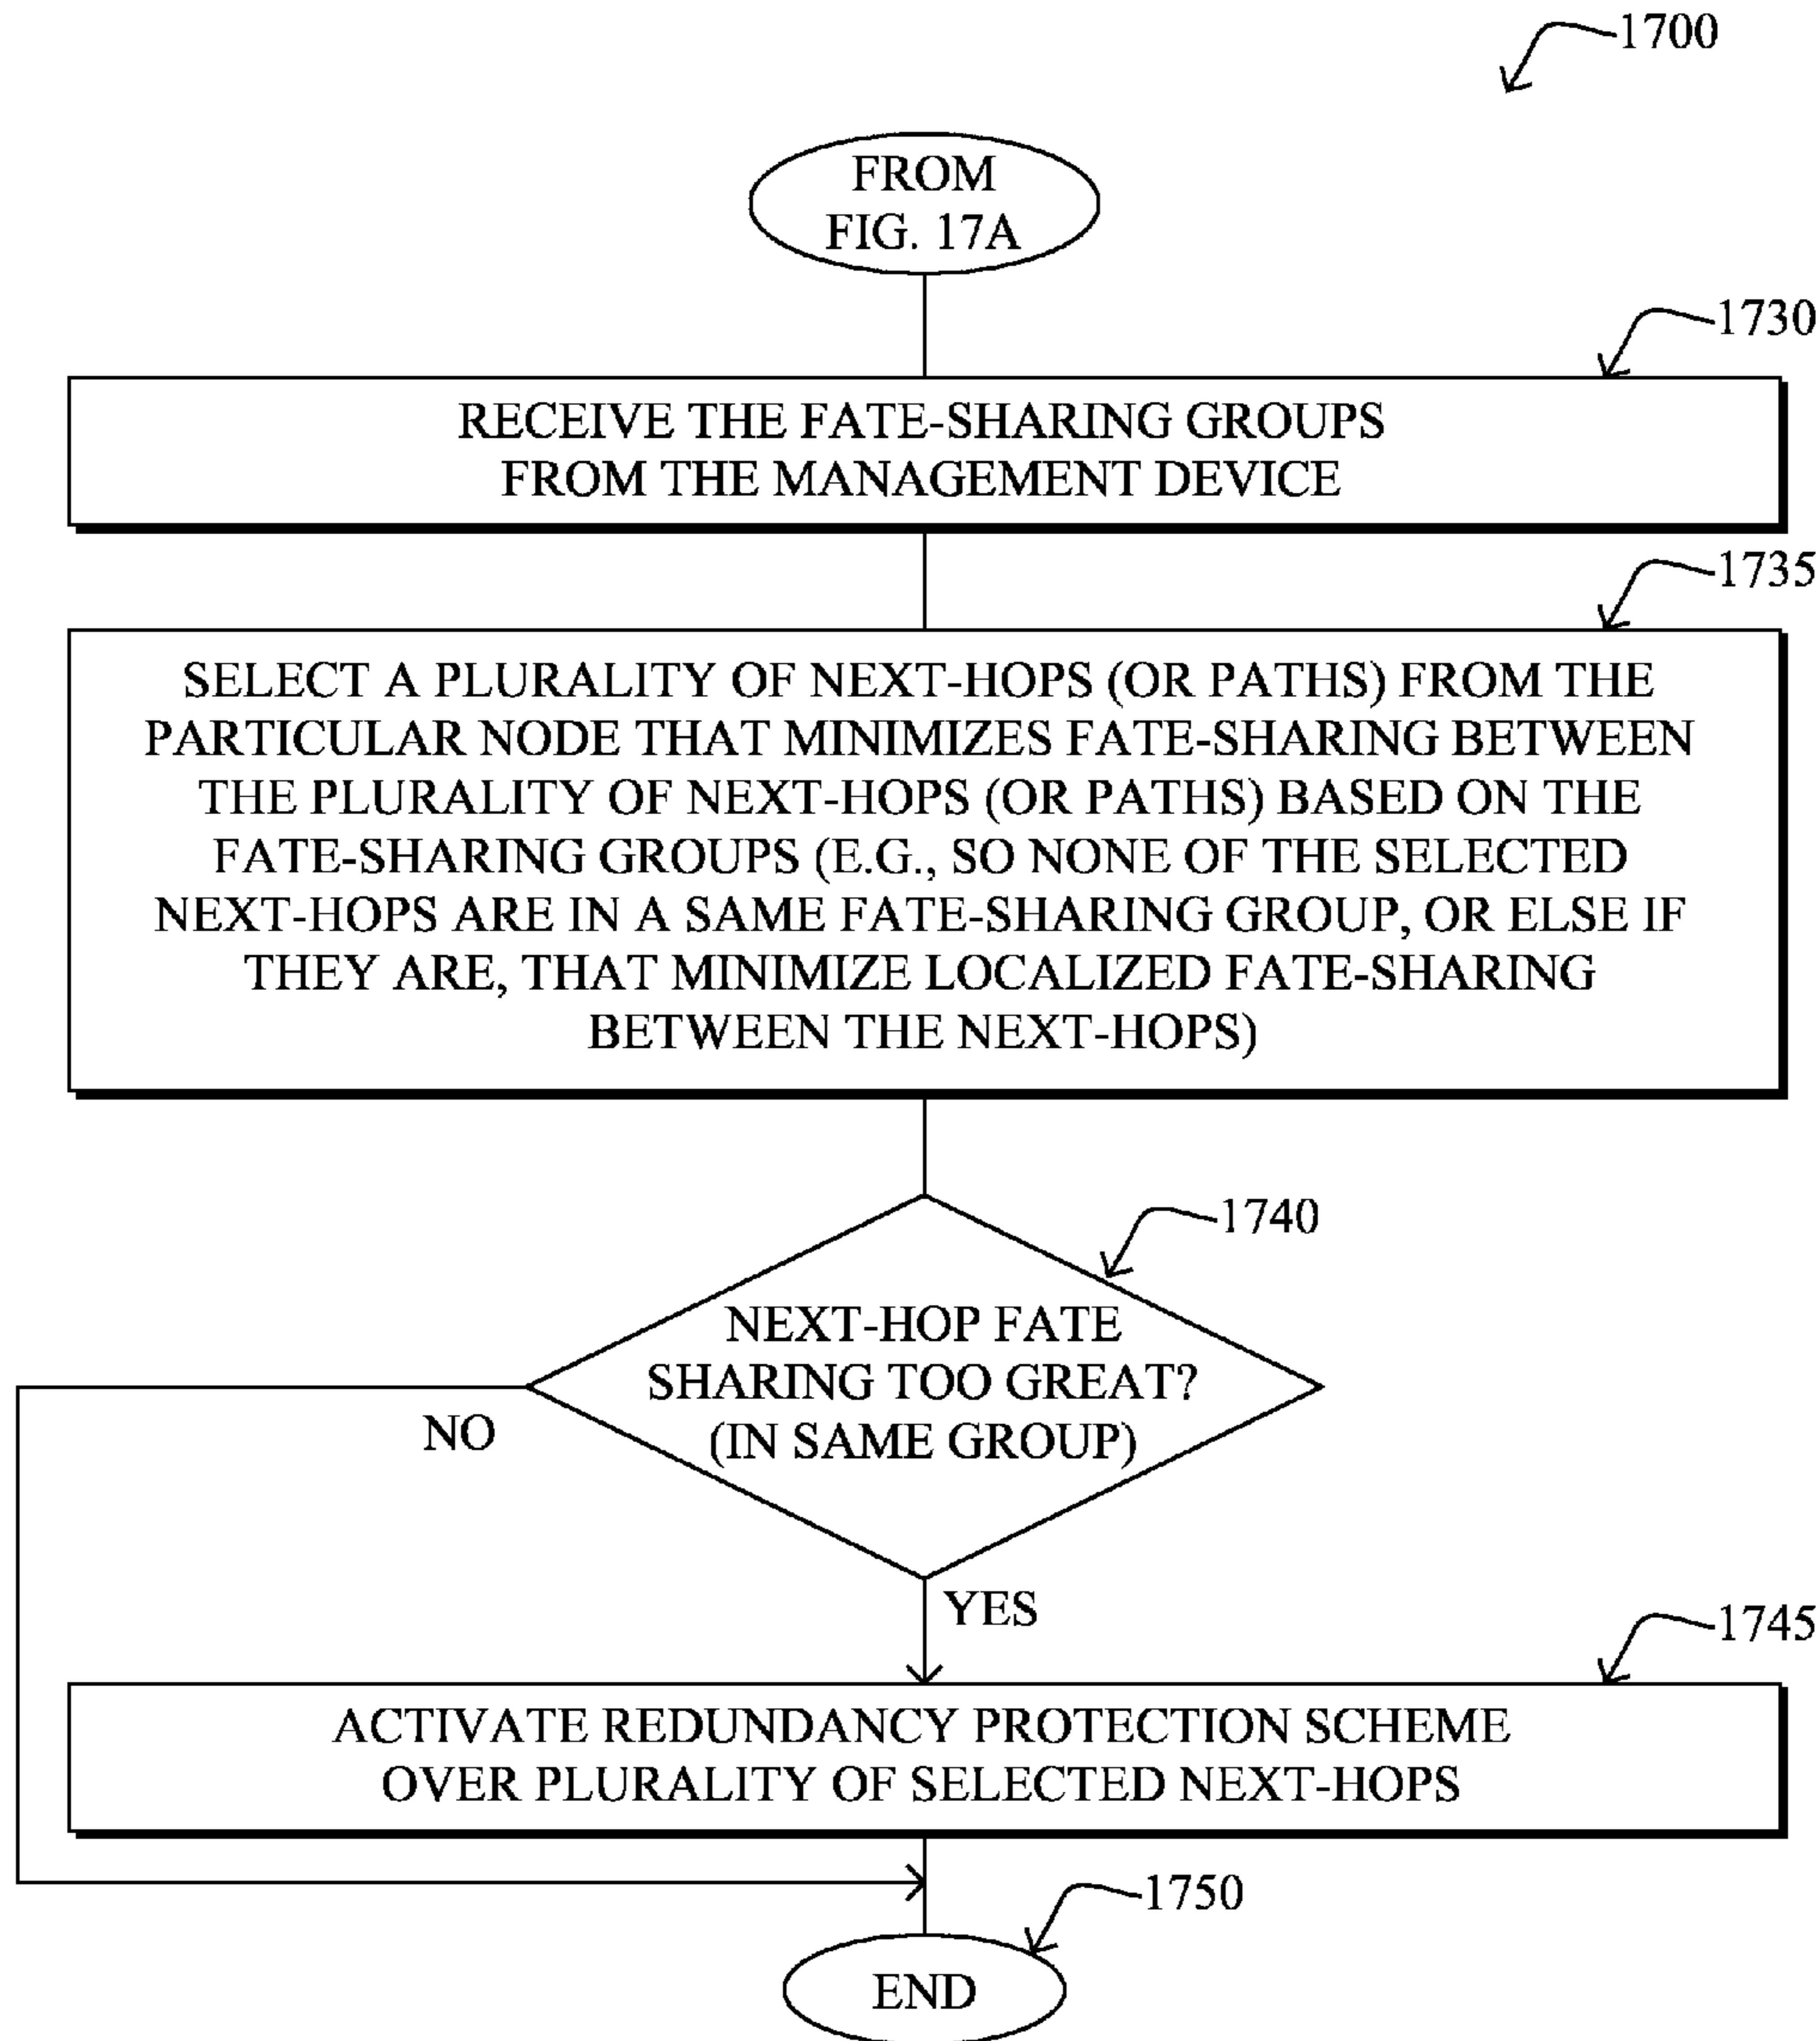 1700
FROM
FIG. 17A
1730
RECEIVE THE FATE-SHARING GROUPS
FROM THE MANAGEMENT DEVICE
1735
SELECT A PLURALITY OF NEXT-HOPS (OR PATHS) FROM THE
PARTICULAR NODE THAT MINIMIZES FATE-SHARING BETWEEN
THE PLURALITY OF NEXT-HOPS (OR PATHS) BASED ON THE
FATE-SHARING GROUPS (E.G., SO NONE OF THE SELECTED
NEXT-HOPS ARE IN A SAME FATE-SHARING GROUP, OR ELSE IF
THEY ARE, THAT MINIMIZE LOCALIZED FATE-SHARING
BETWEEN THE NEXT-HOPS)
1740
NEXT-HOP FATE
SHARING TOO GREAT?
(IN SAME GROUP)
NO
YES
1745
ACTIVATE REDUNDANCY PROTECTION SCHEME
OVER PLURALITY OF SELECTED NEXT-HOPS
1750
END